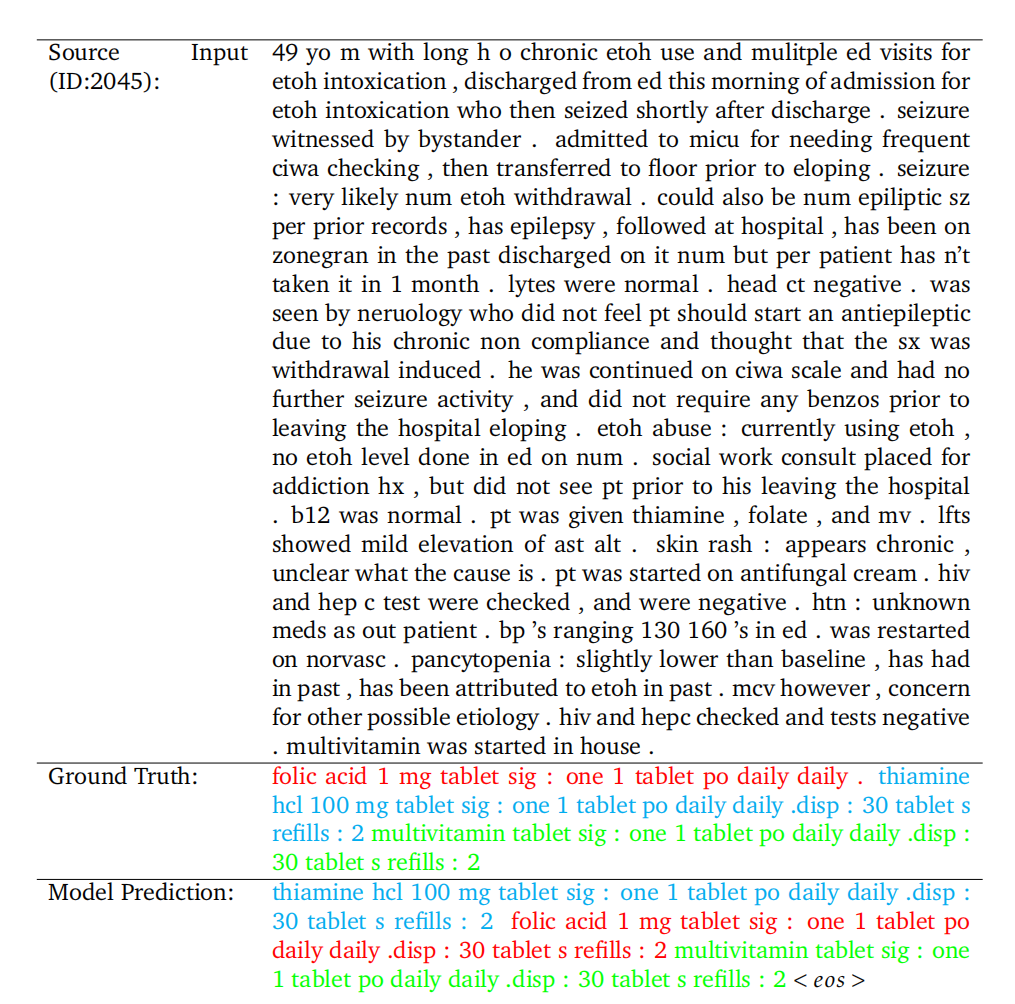 Source Input 49 yo m with long h o chronic etoh use and mulitple ed visits for
(ID:2045): etoh intoxication , discharged from ed this morning of admission for
etoh intoxication who then seized shortly after discharge . seizure
witnessed by bystander . admitted to micu for needing frequent
ciwa checking , then transferred to floor prior to eloping . seizure
: very likely num etoh withdrawal . could also be num epiliptic sz
per prior records , has epilepsy , followed at hospital , has been on
zonegran in the past discharged on it num but per patient has n't
taken it in 1 month . lytes were normal . head ct negative . was
seen by neruology who did not feel pt should start an antiepileptic
due to his chronic non compliance and thought that the sx was
withdrawal induced . he was continued on ciwa scale and had no
further seizure activity , and did not require any benzos prior to
leaving the hospital eloping . etoh abuse : currently using etoh ,
no etoh level done in ed on num . social work consult placed for
addiction hx , but did not see pt prior to his leaving the hospital
. b12 was normal . pt was given thiamine , folate , and mv . lfts
showed mild elevation of ast alt . skin rash : appears chronic ,
unclear what the cause is . pt was started on antifungal cream . hiv
and hep c test were checked , and were negative . htn : unknown
meds as out patient . bp 's ranging 130 160 's in ed . was restarted
on norvasc . pancytopenia : slightly lower than baseline , has had
in past , has been attributed to etoh in past . mcv however , concern
for other possible etiology . hiv and hepc checked and tests negative
. multivitamin was started in house .
Ground Truth: folic acid 1 mg tablet sig : one 1 tablet po daily daily . thiamine
hcl 100 mg tablet sig : one 1 tablet po daily daily .disp : 30 tablet s
refills : 2 multivitamin tablet sig : one 1 tablet po daily daily .disp :
30 tablet s refills : 2
Model Prediction: thiamine hcl 100 mg tablet sig : one 1 tablet po daily daily .disp :
30 tablet s refills : 2 folic acid 1 mg tablet sig : one 1 tablet po
daily daily .disp : 30 tablet s refills : 2 multivitamin tablet sig : one
1 tablet po daily daily .disp : 30 tablet s refills : 2 < eos >